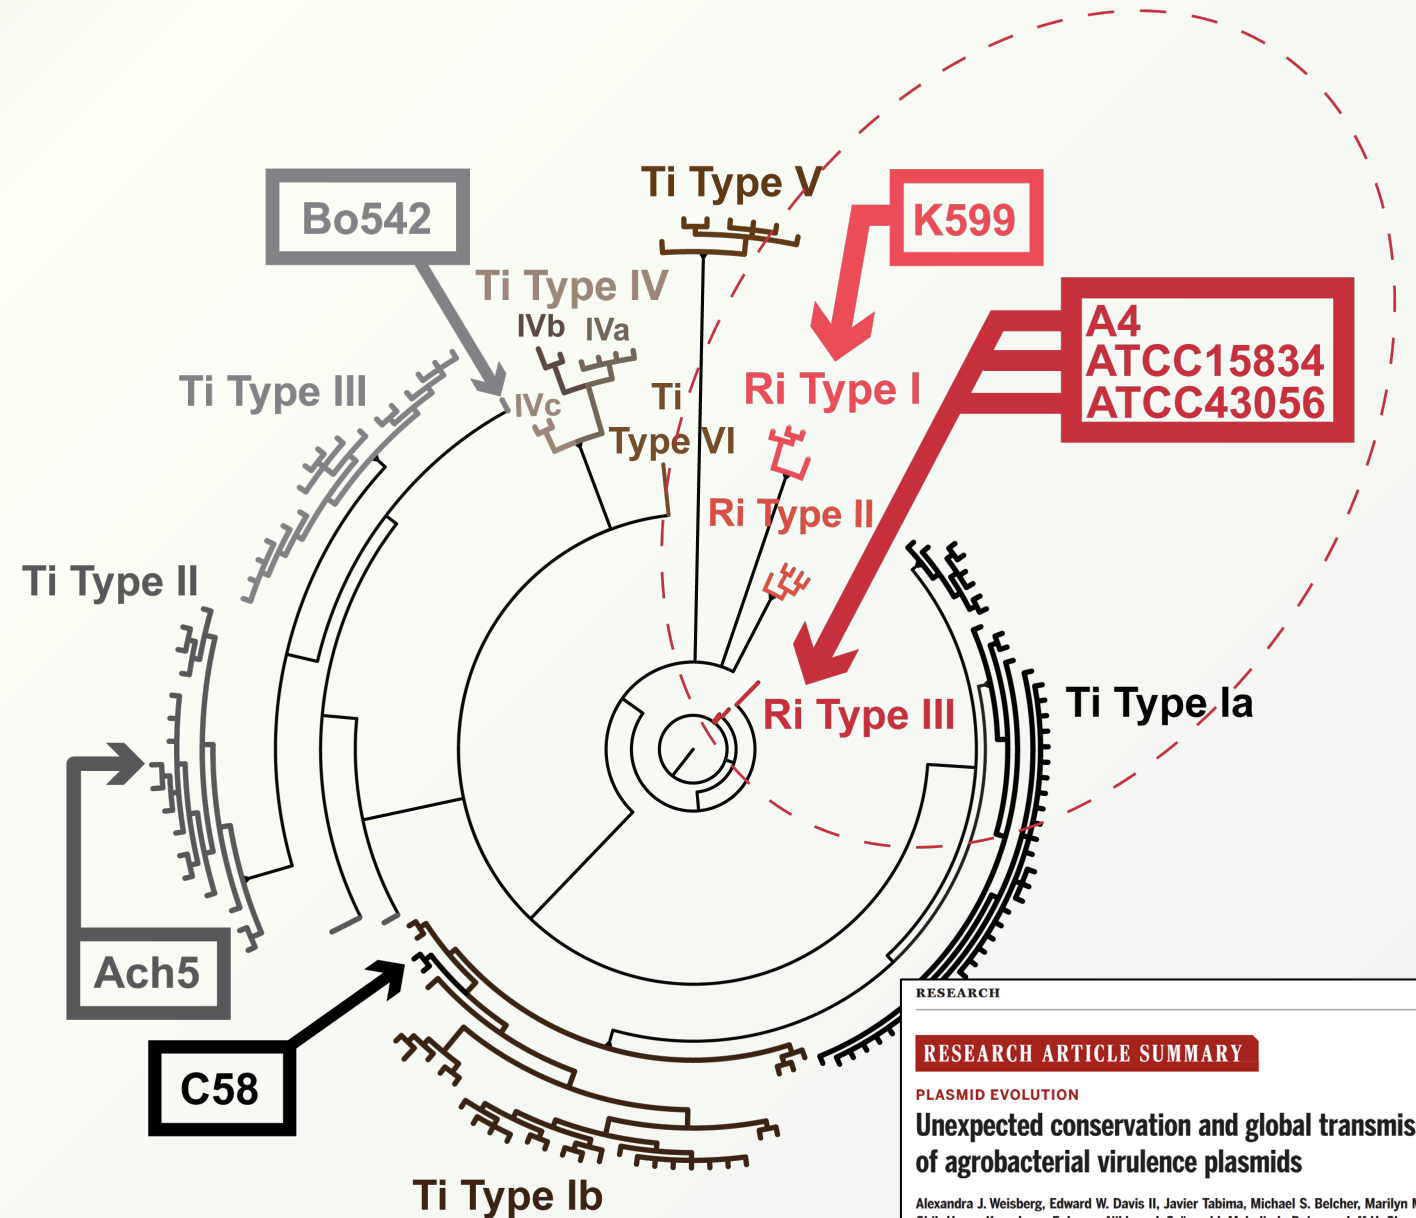 Ti Type V
Bo542
K599
Ti Type IV
IVb
IVa
A4
ATCC15834
ATCC43056
Ti Type III
Ri Type I
IVc
Ti
Type VI
Ri Type II
Ti Type II
Ri Type III
Ti Type Ia
Ach5
C58
Ti Type Ib
RESEARCH
RESEARCH ARTICLE SUMMARY
PLASMID EVOLUTION
Unexpected conservation and global transmis
of agrobacterial virulence plasmids
Alexandra J. Weisberg, Edward W. Davis II, Javier Tabima, Michael S. Belcher, Marilyn M